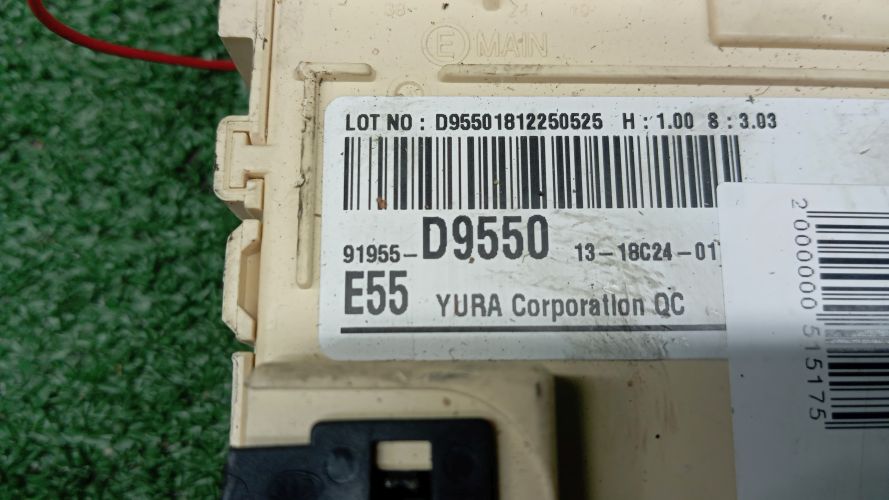 E MAIN
LOT NO : D95501812250525 H : 1.00 S : 3.03
91955-D9550 13-18C24-01
E55 YURA Corporation QC
2000000515175